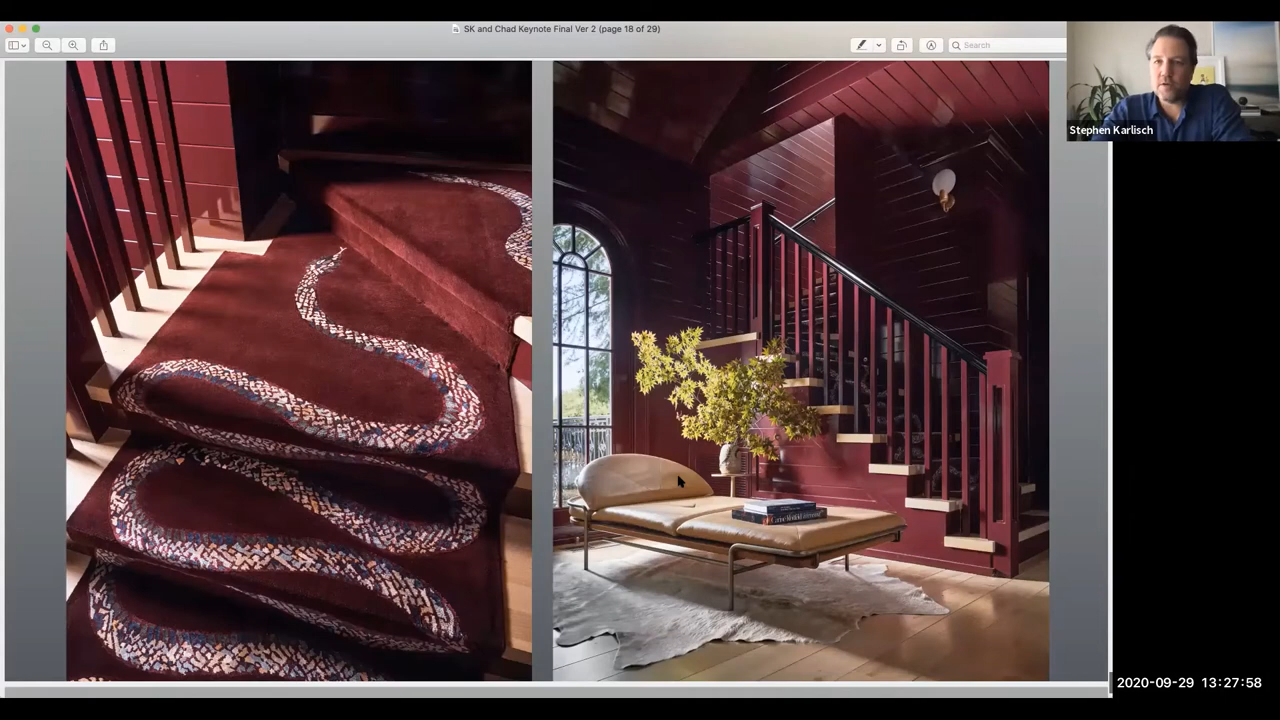 SK and Chad Keynote Final Ver 2 (page 18 of 29)
Search
Stephen Karlisch
2020-09-29 13:27:58